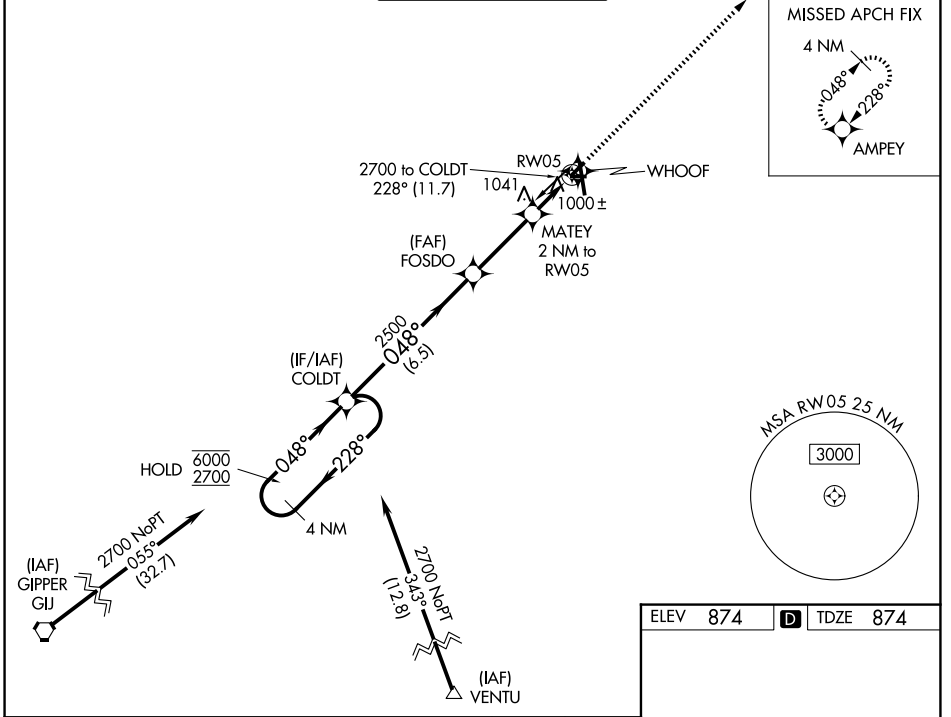 MISSED APCH FIX
4 NM
048°
228°
AMPEY
2700 to COLDT
228° (11.7)
RW05
WHOOF
1041
1000±
MATEY
2 NM to
RW05
(FAF)
FOSDO
2500
048°
(6.5)
(IF/IAF)
COLDT
HOLD
6000
2700
048°
228°
4 NM
MSA RW05 25 NM
3000
2700 NoPT
055°
(32.7)
(IAF)
GIPPER
GIJ
2700 NoPT
343°
(12.8)
(IAF)
VENTU
ELEV 874 D TDZE 874